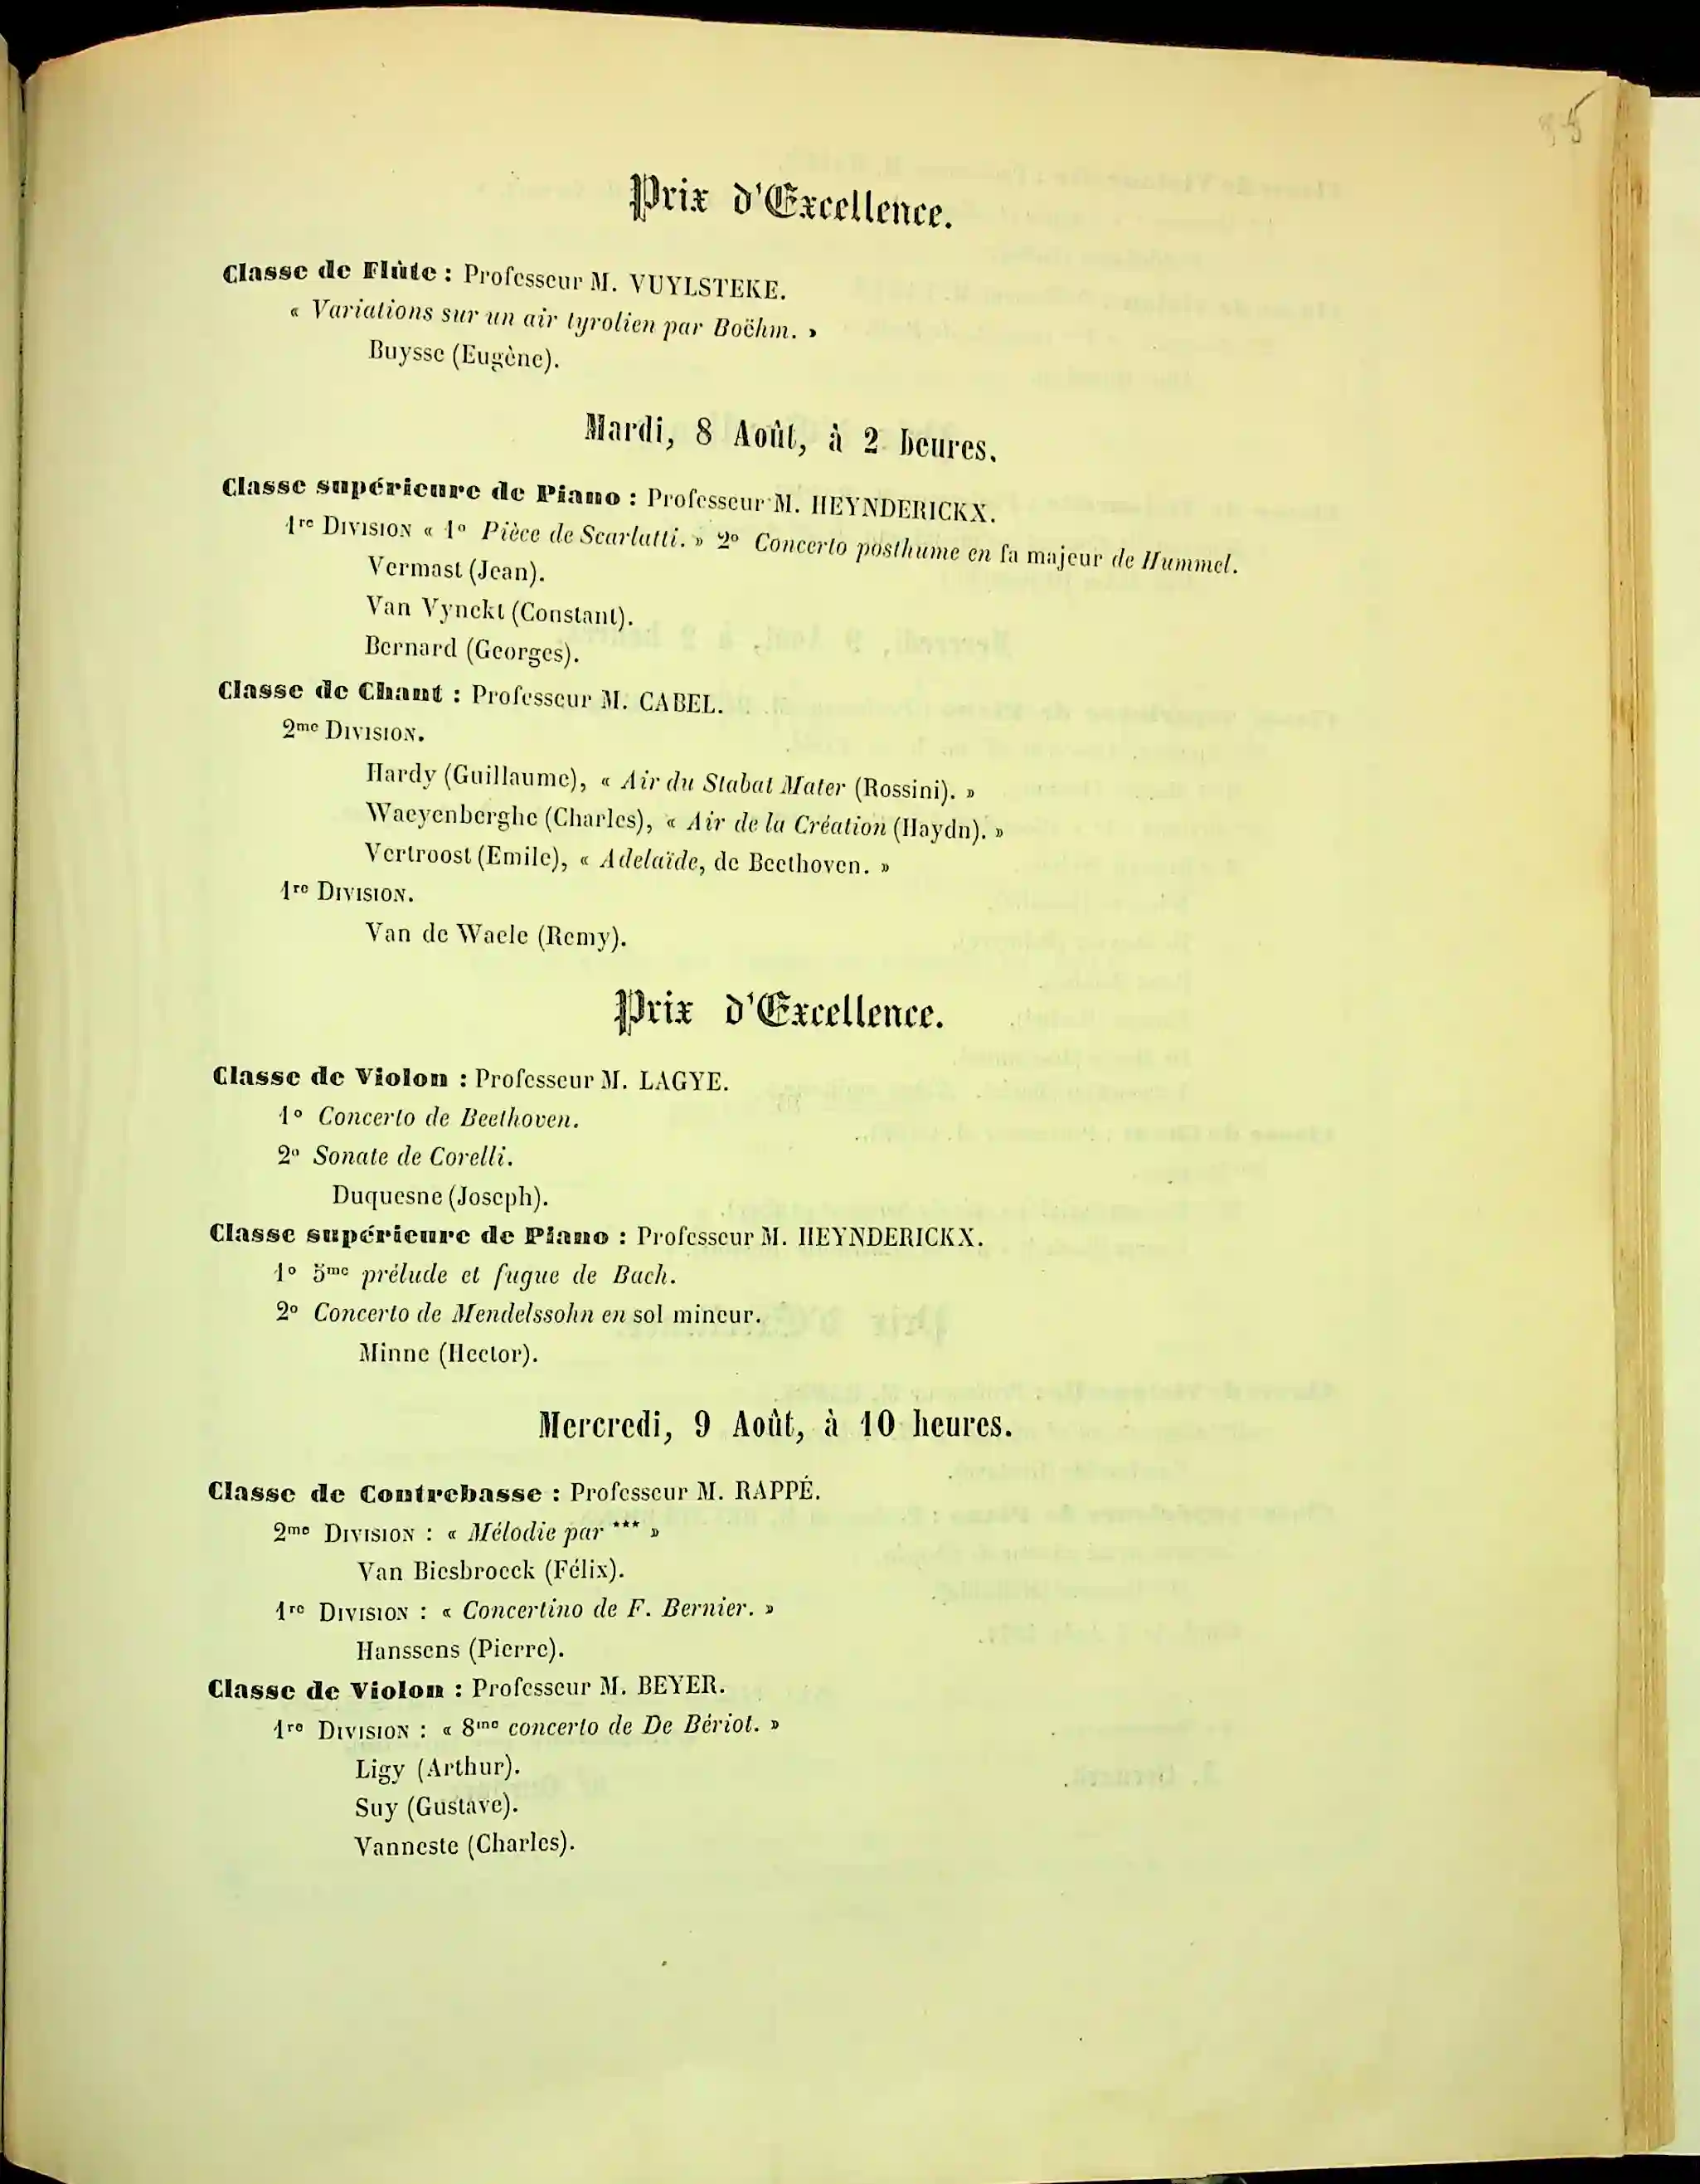 Prix d'Excellence.
Classe de Flûte : Professeur M. VUYLSTEKE.
« Variations sur un air tyrolien par Boëhm. »
Buysse (Eugène).
Mardi, 8 Août, à 2 heures.
Classe supérieure de Piano : Professeur M. HEYNDERICKX.
1re DIVISION « 1º Pièce de Scarlatti. » 2º Concerto posthume en fa majeur de Hummel.
Vermast (Jean).
Van Vynckt (Constant).
Bernard (Georges).
Classe de Chant : Professeur M. CABEL.
2me DIVISION.
Hardy (Guillaume), « Air du Stabat Mater (Rossini). »
Waeyenberghe (Charles), « Air de la Création (Haydn). »
Vertroost (Emile), « Adelaïde, de Beethoven. »
1re DIVISION.
Van de Waele (Remy).
Prix d'Excellence.
Classe de Violon : Professeur M. LAGYE.
1º Concerto de Beethoven.
2º Sonate de Corelli.
Duquesne (Joseph).
Classe supérieure de Piano : Professeur M. HEYNDERICKX.
1º 5me prélude et fugue de Bach.
2º Concerto de Mendelssohn en sol mineur.
Minne (Hector).
Mercredi, 9 Août, à 10 heures.
Classe de Contrebasse : Professeur M. RAPPÉ.
2me DIVISION : « Mélodie par *** »
Van Biesbroeck (Félix).
1re DIVISION : « Concertino de F. Bernier. »
Hanssens (Pierre).
Classe de Violon : Professeur M. BEYER.
1re DIVISION : « 8me concerto de De Bériot. »
Ligy (Arthur).
Suy (Gustave).
Vanneste (Charles).